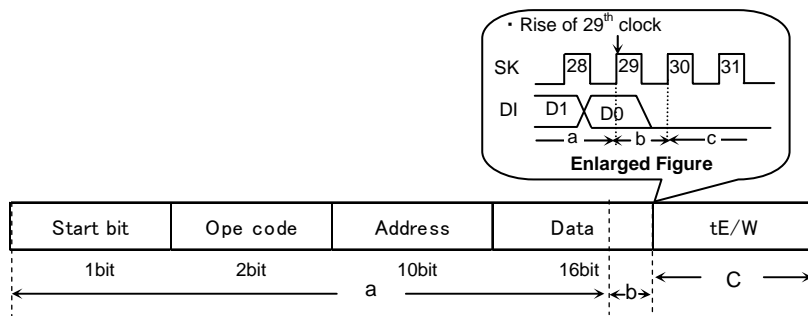 ・ Rise of 29th clock
SK 28 29 30 31
DI D1 D0
a b c
Enlarged Figure
Start bit Ope code Address Data tE/W
1bit 2bit 10bit 16bit
a b C